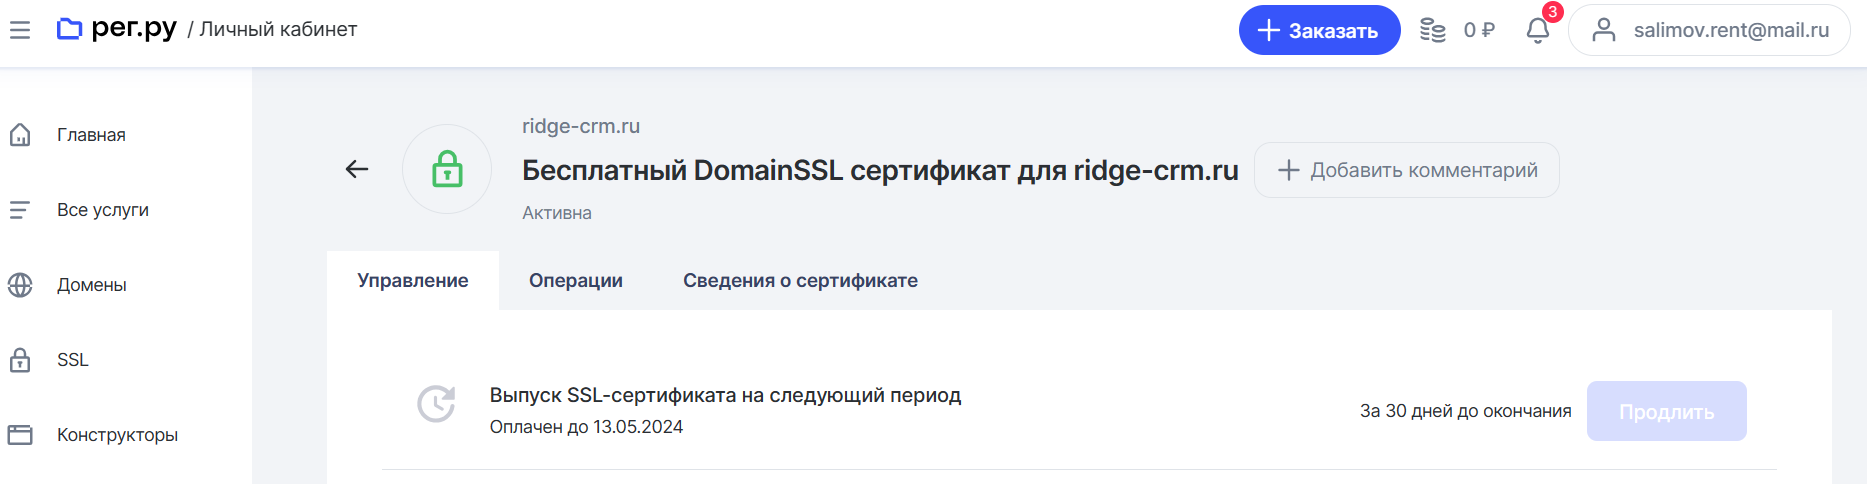 рег.ру / Личный кабинет
Заказать
0 ₽
3
salimov.rent@mail.ru
Главная
Все услуги
Домены
SSL
Конструкторы
ridge-crm.ru
Бесплатный DomainSSL сертификат для ridge-crm.ru
Добавить комментарий
Активна
Управление
Операции
Сведения о сертификате
Выпуск SSL-сертификата на следующий период
Оплачен до 13.05.2024
За 30 дней до окончания
Продлить